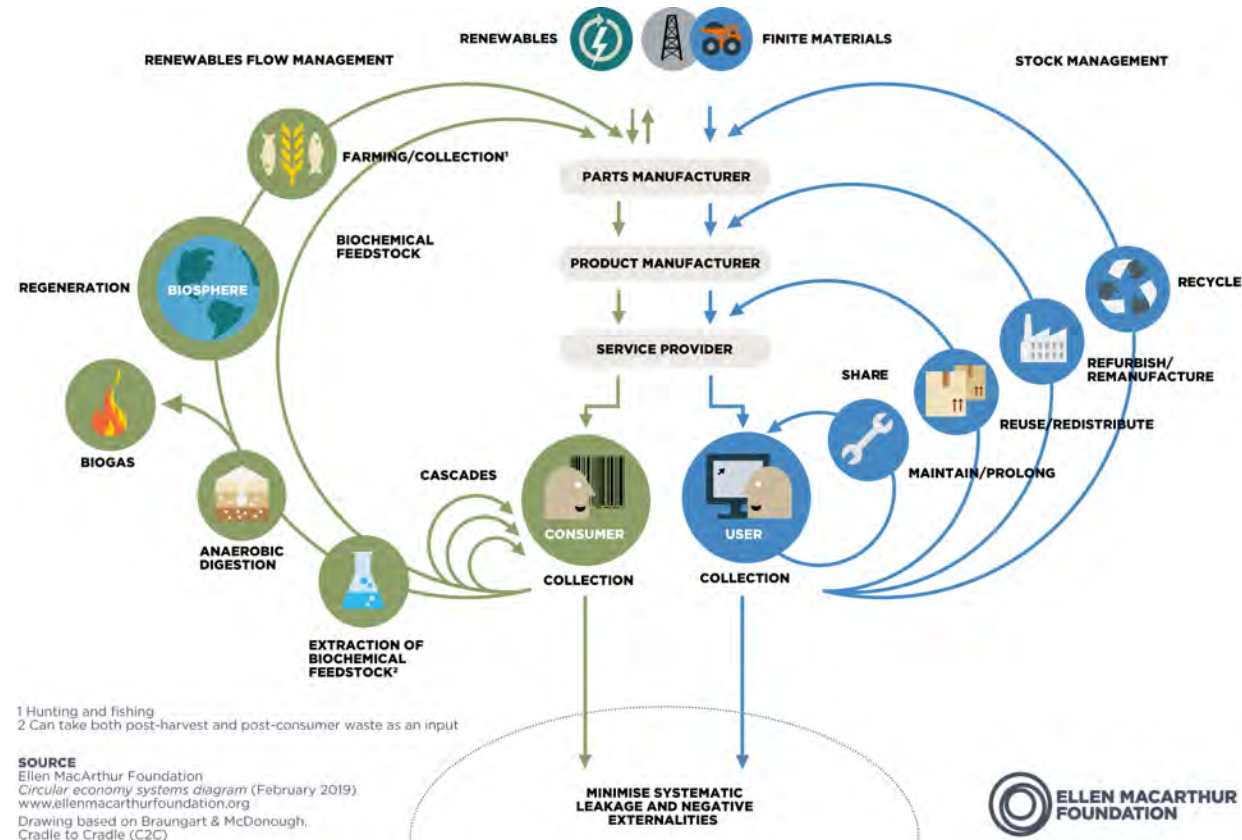 RENEWABLES
FINITE MATERIALS
RENEWABLES FLOW MANAGEMENT
STOCK MANAGEMENT
PARTS MANUFACTURER
FARMING/COLLECTION¹
BIOCHEMICAL
FEEDSTOCK
PRODUCT MANUFACTURER
REGENERATION
BIOSPHERE
RECYCLE
SERVICE PROVIDER
SHARE
REFURBISH/
REMANUFACTURE
REUSE/REDISTRIBUTE
BIOGAS
CASCADES
MAINTAIN/PROLONG
CONSUMER
USER
ANAEROBIC
DIGESTION
COLLECTION
COLLECTION
EXTRACTION OF
BIOCHEMICAL
FEEDSTOCK²
1 Hunting and fishing
2 Can take both post-harvest and post-consumer waste as an input
SOURCE
Ellen MacArthur Foundation
Circular economy systems diagram (February 2019)
www.ellenmacarthurfoundation.org
Drawing based on Braungart & McDonough,
Cradle to Cradle (C2C)
MINIMISE SYSTEMATIC
LEAKAGE AND NEGATIVE
EXTERNALITIES
ELLEN MACARTHUR
FOUNDATION